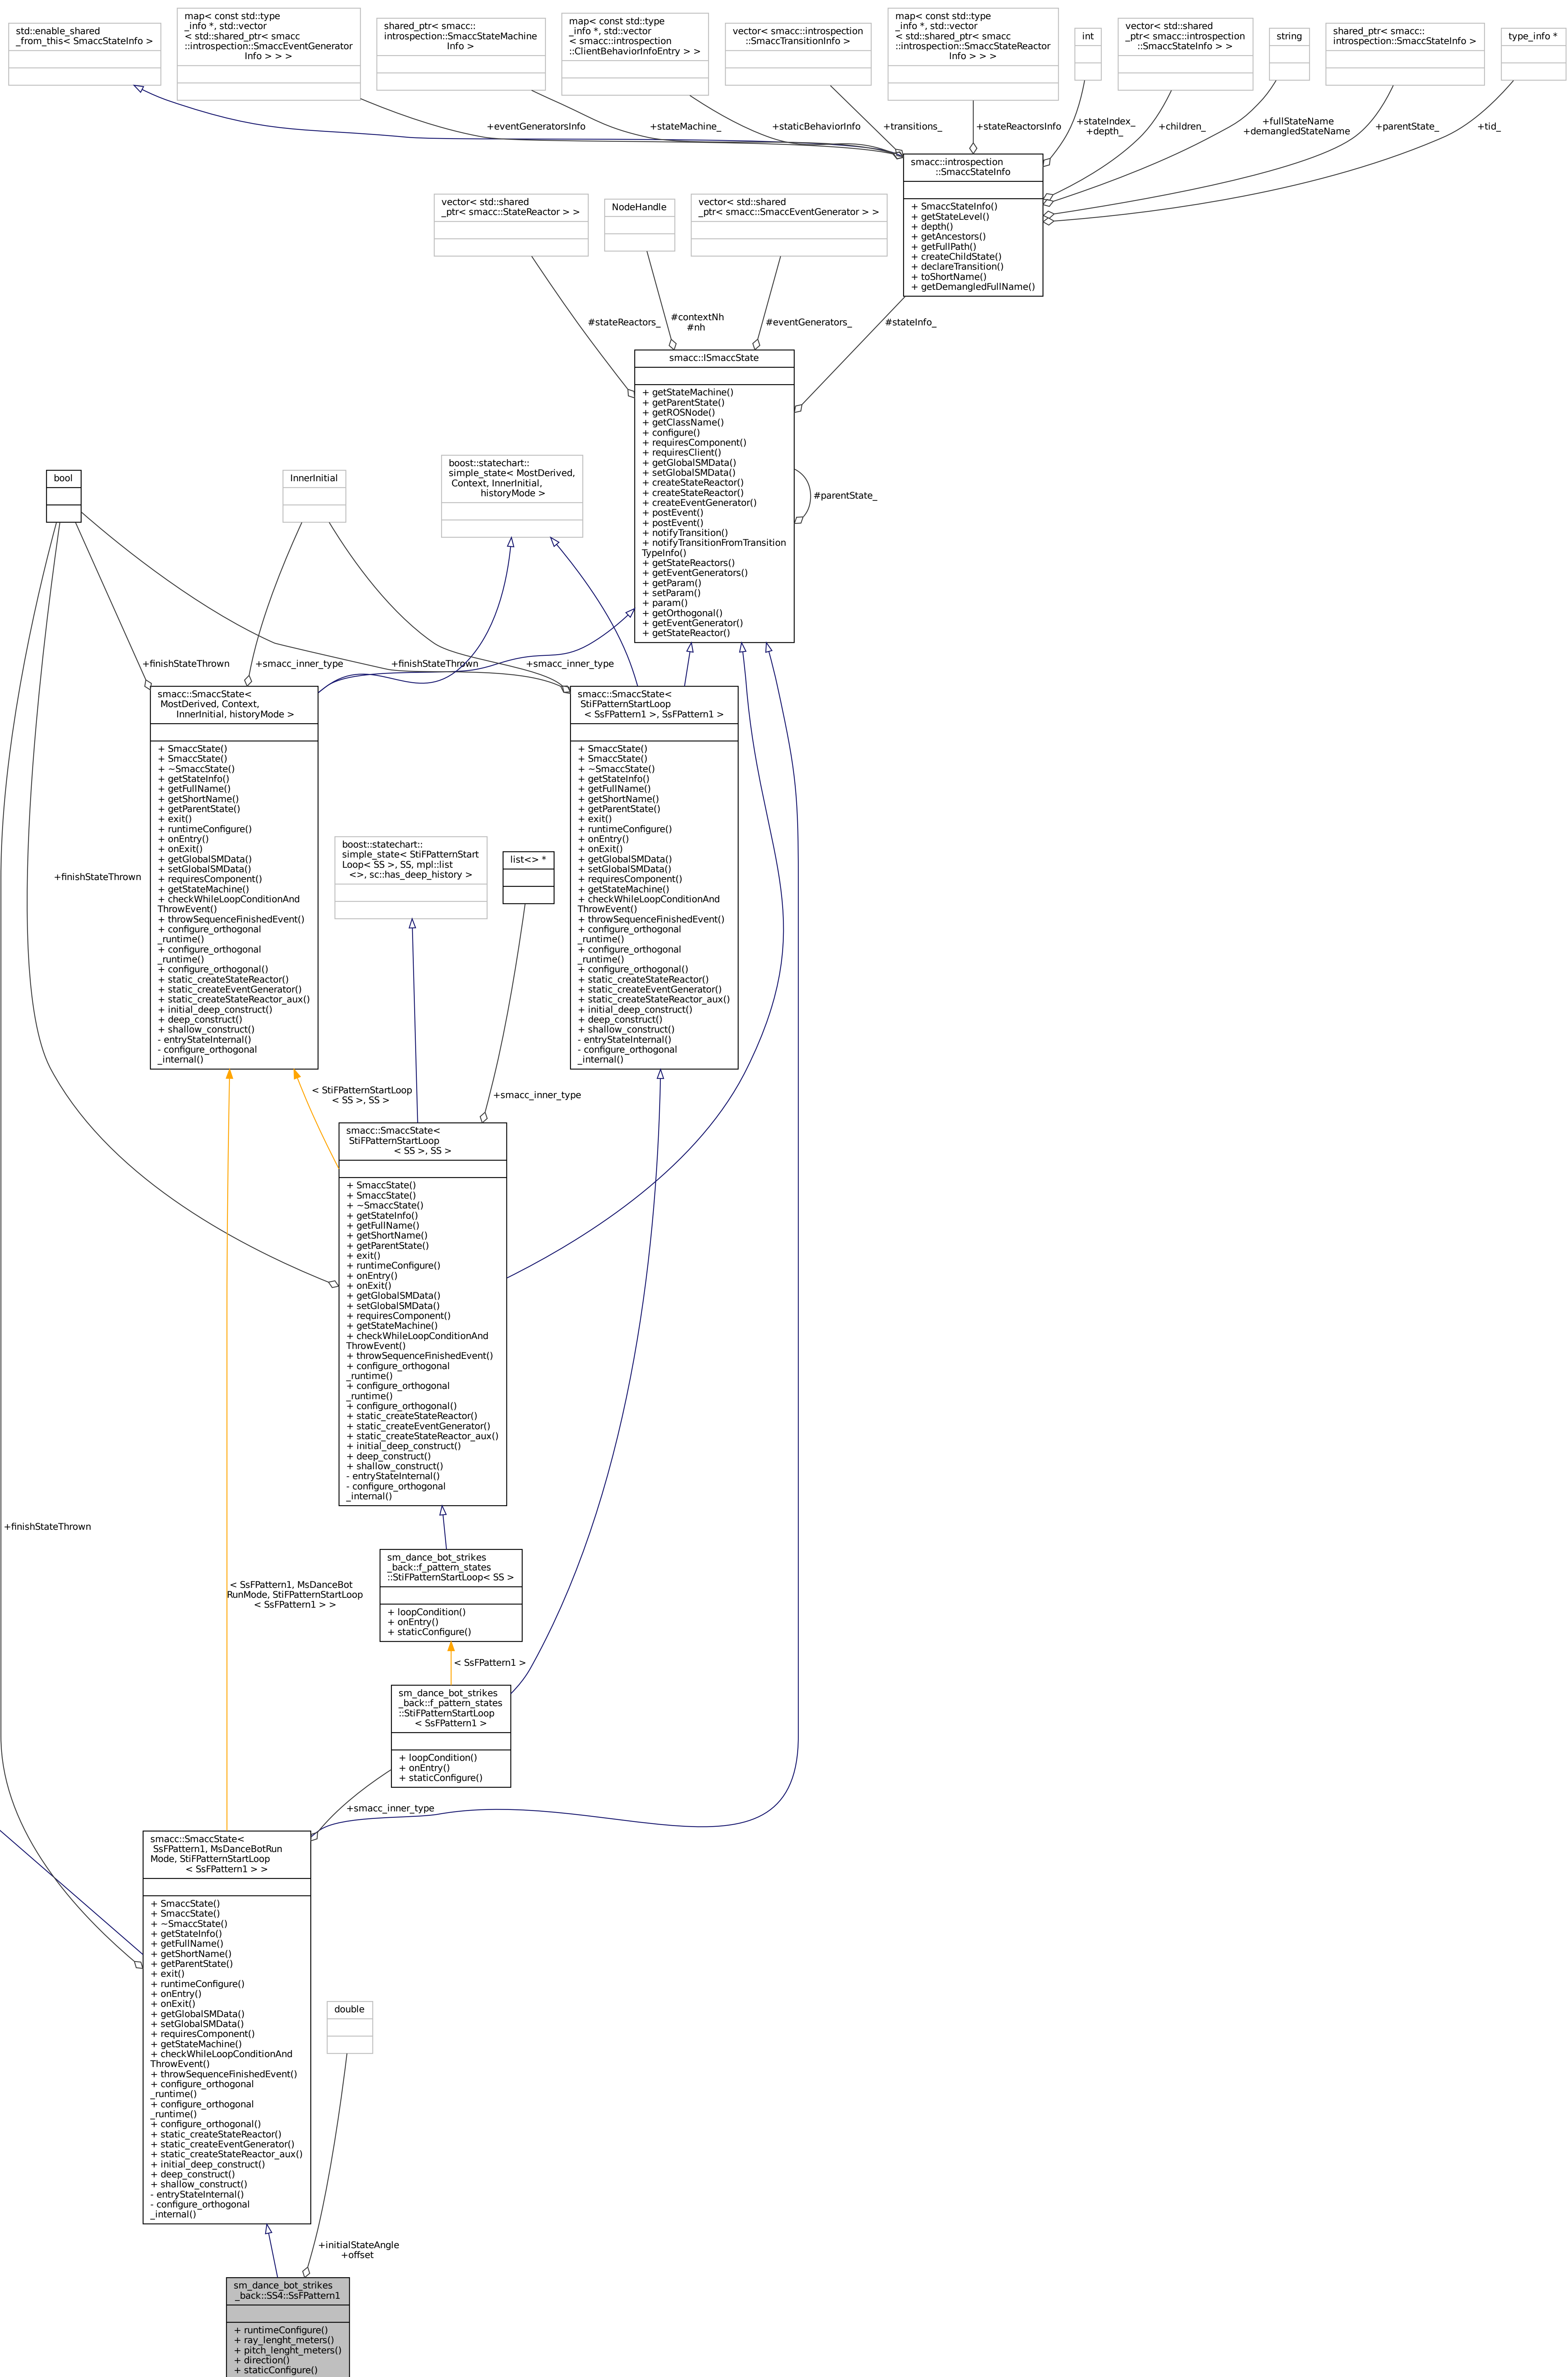 std::enable_shared
_from_this< SmaccStateInfo >
map< const std::type
_info *, std::vector
< std::shared_ptr< smacc
::introspection::SmaccEventGenerator
Info > > >
shared_ptr< smacc::
introspection::SmaccStateMachine
Info >
map< const std::type
_info *, std::vector
< smacc::introspection
::ClientBehaviorInfoEntry > >
vector< smacc::introspection
::SmaccTransitionInfo >
map< const std::type
_info *, std::vector
< std::shared_ptr< smacc
::introspection::SmaccStateReactor
Info > > >
int
vector< std::shared
_ptr< smacc::introspection
::SmaccStateInfo > >
string
shared_ptr< smacc::
introspection::SmaccStateInfo >
type_info *
+eventGeneratorsInfo
+stateMachine_
+staticBehaviorInfo
+transitions_
+stateReactorsInfo
+stateIndex_
+depth_
+children_
+fullStateName
+demangledStateName
+parentState_
+tid_
smacc::introspection
::SmaccStateInfo
+ SmaccStateInfo()
+ getStateLevel()
+ depth()
+ getAncestors()
+ getFullPath()
+ createChildState()
+ declareTransition()
+ toShortName()
+ getDemangledFullName()
vector< std::shared
_ptr< smacc::StateReactor > >
NodeHandle
vector< std::shared
_ptr< smacc::SmaccEventGenerator > >
#stateReactors_
#contextNh
#nh
#eventGenerators_
#stateInfo_
smacc::ISmaccState
+ getStateMachine()
+ getParentState()
+ getROSNode()
+ getClassName()
+ configure()
+ requiresComponent()
+ requiresClient()
+ getGlobalSMData()
+ setGlobalSMData()
+ createStateReactor()
+ createStateReactor()
+ createEventGenerator()
+ postEvent()
+ postEvent()
+ notifyTransition()
+ notifyTransitionFromTransition
TypeInfo()
+ getStateReactors()
+ getEventGenerators()
+ getParam()
+ setParam()
+ param()
+ getOrthogonal()
+ getEventGenerator()
+ getStateReactor()
#parentState_
bool
InnerInitial
boost::statechart::
simple_state< MostDerived,
Context, InnerInitial,
historyMode >
+finishStateThrown
+smacc_inner_type
+finishStateThrown
+smacc_inner_type
smacc::SmaccState<
MostDerived, Context,
InnerInitial, historyMode >
+ SmaccState()
+ SmaccState()
+ ~SmaccState()
+ getStateInfo()
+ getFullName()
+ getShortName()
+ getParentState()
+ exit()
+ runtimeConfigure()
+ onEntry()
+ onExit()
+ getGlobalSMData()
+ setGlobalSMData()
+ requiresComponent()
+ getStateMachine()
+ checkWhileLoopConditionAnd
ThrowEvent()
+ throwSequenceFinishedEvent()
+ configure_orthogonal
_runtime()
+ configure_orthogonal
_runtime()
+ configure_orthogonal()
+ static_createStateReactor()
+ static_createEventGenerator()
+ static_createStateReactor_aux()
+ initial_deep_construct()
+ deep_construct()
+ shallow_construct()
- entryStateInternal()
- configure_orthogonal
_internal()
smacc::SmaccState<
StiFPatternStartLoop
< SsFPattern1 >, SsFPattern1 >
+ SmaccState()
+ SmaccState()
+ ~SmaccState()
+ getStateInfo()
+ getFullName()
+ getShortName()
+ getParentState()
+ exit()
+ runtimeConfigure()
+ onEntry()
+ onExit()
+ getGlobalSMData()
+ setGlobalSMData()
+ requiresComponent()
+ getStateMachine()
+ checkWhileLoopConditionAnd
ThrowEvent()
+ throwSequenceFinishedEvent()
+ configure_orthogonal
_runtime()
+ configure_orthogonal
_runtime()
+ configure_orthogonal()
+ static_createStateReactor()
+ static_createEventGenerator()
+ static_createStateReactor_aux()
+ initial_deep_construct()
+ deep_construct()
+ shallow_construct()
- entryStateInternal()
- configure_orthogonal
_internal()
+finishStateThrown
boost::statechart::
simple_state< StiFPatternStart
Loop< SS >, SS, mpl::list
<>, sc::has_deep_history >
list<> *
< StiFPatternStartLoop
< SS >, SS >
+smacc_inner_type
smacc::SmaccState<
StiFPatternStartLoop
< SS >, SS >
+ SmaccState()
+ SmaccState()
+ ~SmaccState()
+ getStateInfo()
+ getFullName()
+ getShortName()
+ getParentState()
+ exit()
+ runtimeConfigure()
+ onEntry()
+ onExit()
+ getGlobalSMData()
+ setGlobalSMData()
+ requiresComponent()
+ getStateMachine()
+ checkWhileLoopConditionAnd
ThrowEvent()
+ throwSequenceFinishedEvent()
+ configure_orthogonal
_runtime()
+ configure_orthogonal
_runtime()
+ configure_orthogonal()
+ static_createStateReactor()
+ static_createEventGenerator()
+ static_createStateReactor_aux()
+ initial_deep_construct()
+ deep_construct()
+ shallow_construct()
- entryStateInternal()
- configure_orthogonal
_internal()
+finishStateThrown
sm_dance_bot_strikes
_back::f_pattern_states
::StiFPatternStartLoop< SS >
+ loopCondition()
+ onEntry()
+ staticConfigure()
< SsFPattern1, MsDanceBot
RunMode, StiFPatternStartLoop
< SsFPattern1 > >
< SsFPattern1 >
sm_dance_bot_strikes
_back::f_pattern_states
::StiFPatternStartLoop
< SsFPattern1 >
+ loopCondition()
+ onEntry()
+ staticConfigure()
+smacc_inner_type
smacc::SmaccState<
SsFPattern1, MsDanceBotRun
Mode, StiFPatternStartLoop
< SsFPattern1 > >
+ SmaccState()
+ SmaccState()
+ ~SmaccState()
+ getStateInfo()
+ getFullName()
+ getShortName()
+ getParentState()
+ exit()
+ runtimeConfigure()
+ onEntry()
+ onExit()
+ getGlobalSMData()
+ setGlobalSMData()
+ requiresComponent()
+ getStateMachine()
+ checkWhileLoopConditionAnd
ThrowEvent()
+ throwSequenceFinishedEvent()
+ configure_orthogonal
_runtime()
+ configure_orthogonal
_runtime()
+ configure_orthogonal()
+ static_createStateReactor()
+ static_createEventGenerator()
+ static_createStateReactor_aux()
+ initial_deep_construct()
+ deep_construct()
+ shallow_construct()
- entryStateInternal()
- configure_orthogonal
_internal()
double
+initialStateAngle
+offset
sm_dance_bot_strikes
_back::SS4::SsFPattern1
+ runtimeConfigure()
+ ray_lenght_meters()
+ pitch_lenght_meters()
+ direction()
+ staticConfigure()